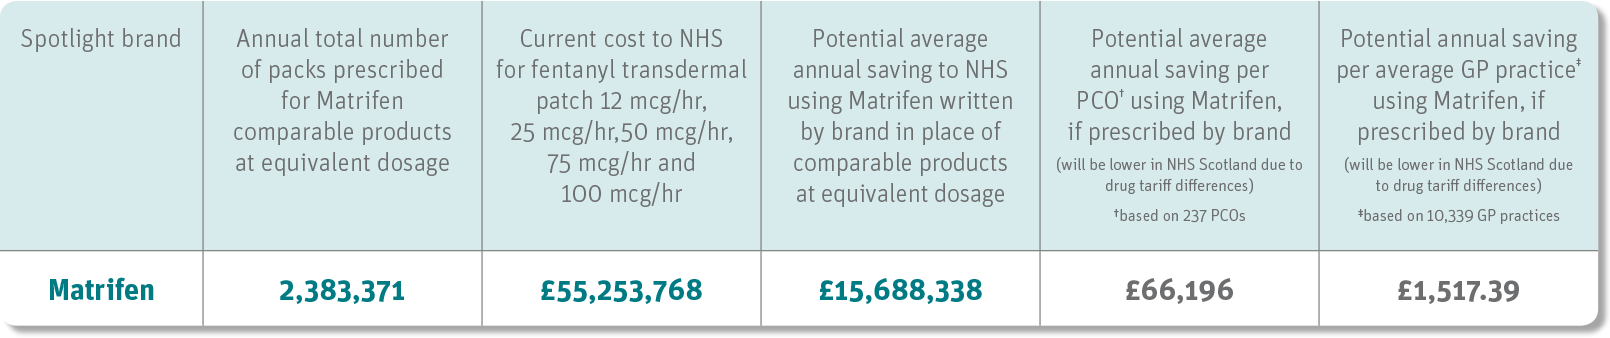 Spotlight brand
Annual total number
of packs prescribed
for Matrifen
comparable products
at equivalent dosage
Current cost to NHS
for fentanyl transdermal
patch 12 mcg/hr,
25 mcg/hr,50 mcg/hr,
75 mcg/hr and
100 mcg/hr
Potential average
annual saving to NHS
using Matrifen written
by brand in place of
comparable products
at equivalent dosage
Potential average
annual saving per
PCO† using Matrifen,
if prescribed by brand
(will be lower in NHS Scotland due to
drug tariff differences)
†based on 237 PCOs
Potential annual saving
per average GP practice‡
using Matrifen, if
prescribed by brand
(will be lower in NHS Scotland due
to drug tariff differences)
‡based on 10,339 GP practices
Matrifen
2,383,371
£55,253,768
£15,688,338
£66,196
£1,517.39